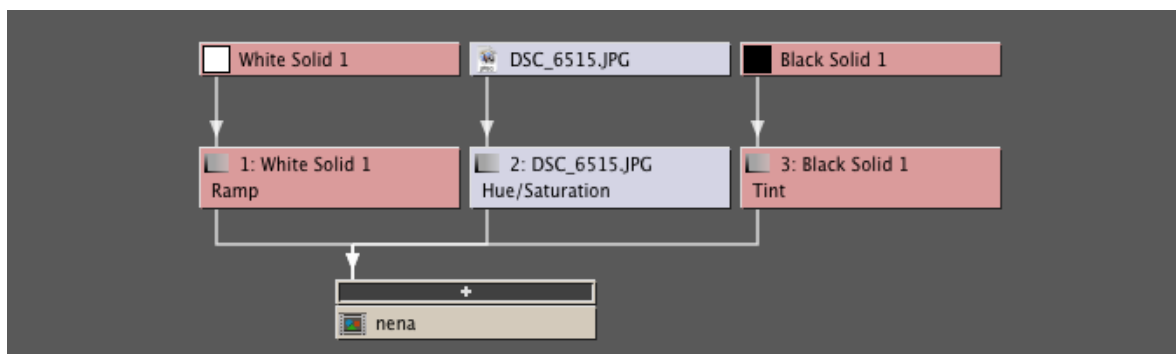 White Solid 1
DSC_6515.JPG
Black Solid 1
1: White Solid 1
Ramp
2: DSC_6515.JPG
Hue/Saturation
3: Black Solid 1
Tint
+
nena